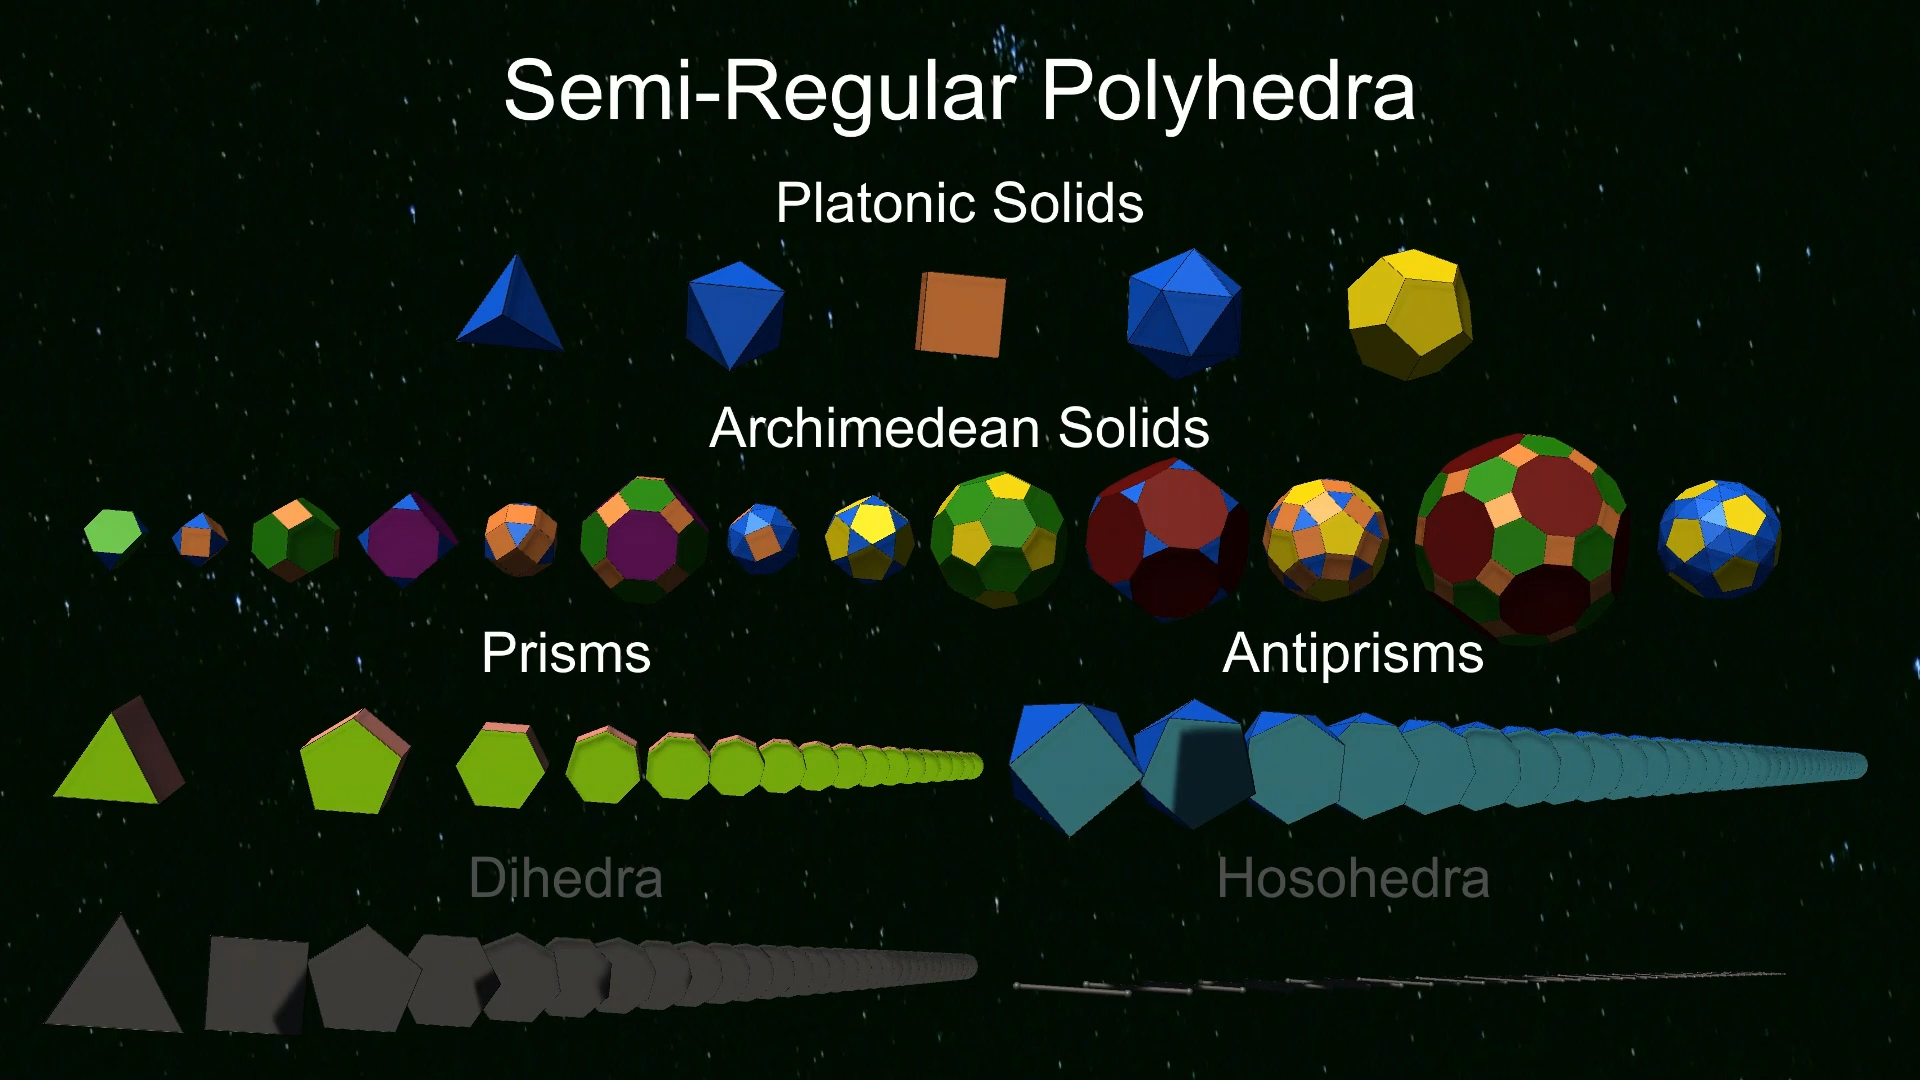 Semi-Regular Polyhedra
Platonic Solids
Archimedean Solids
Prisms
Antiprisms
Dihedra
Hosohedra